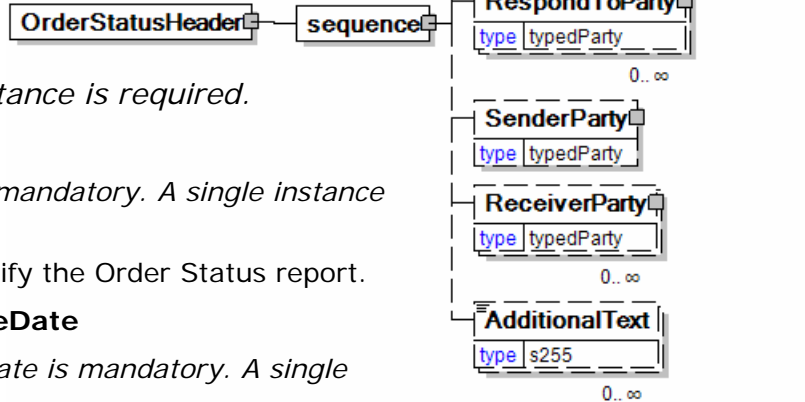 RespondToParty
OrderStatusHeader
sequence
type typedParty
0.. ∞
tance is required.
SenderParty
type typedParty
mandatory. A single instance
ReceiverParty
type typedParty
ify the Order Status report.
0.. ∞
eDate
AdditionalText
type s255
ate is mandatory. A single
0.. ∞